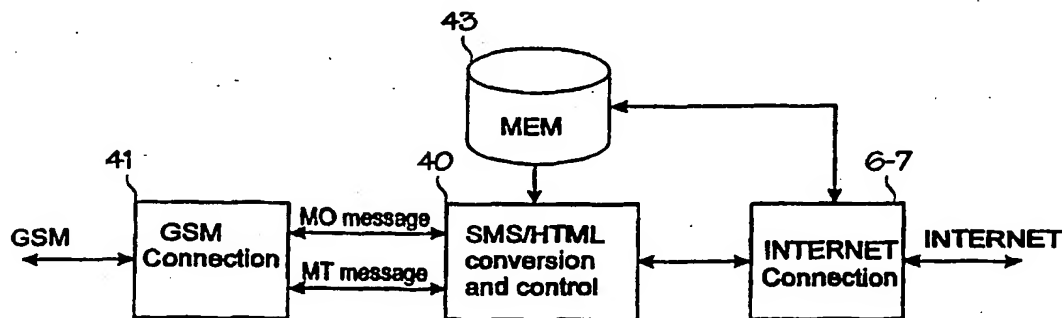 43
MEM
41
40
6-7
GSM
GSM
Connection
MO message
MT message
SMS/HTML
conversion
and control
INTERNET
Connection
INTERNET